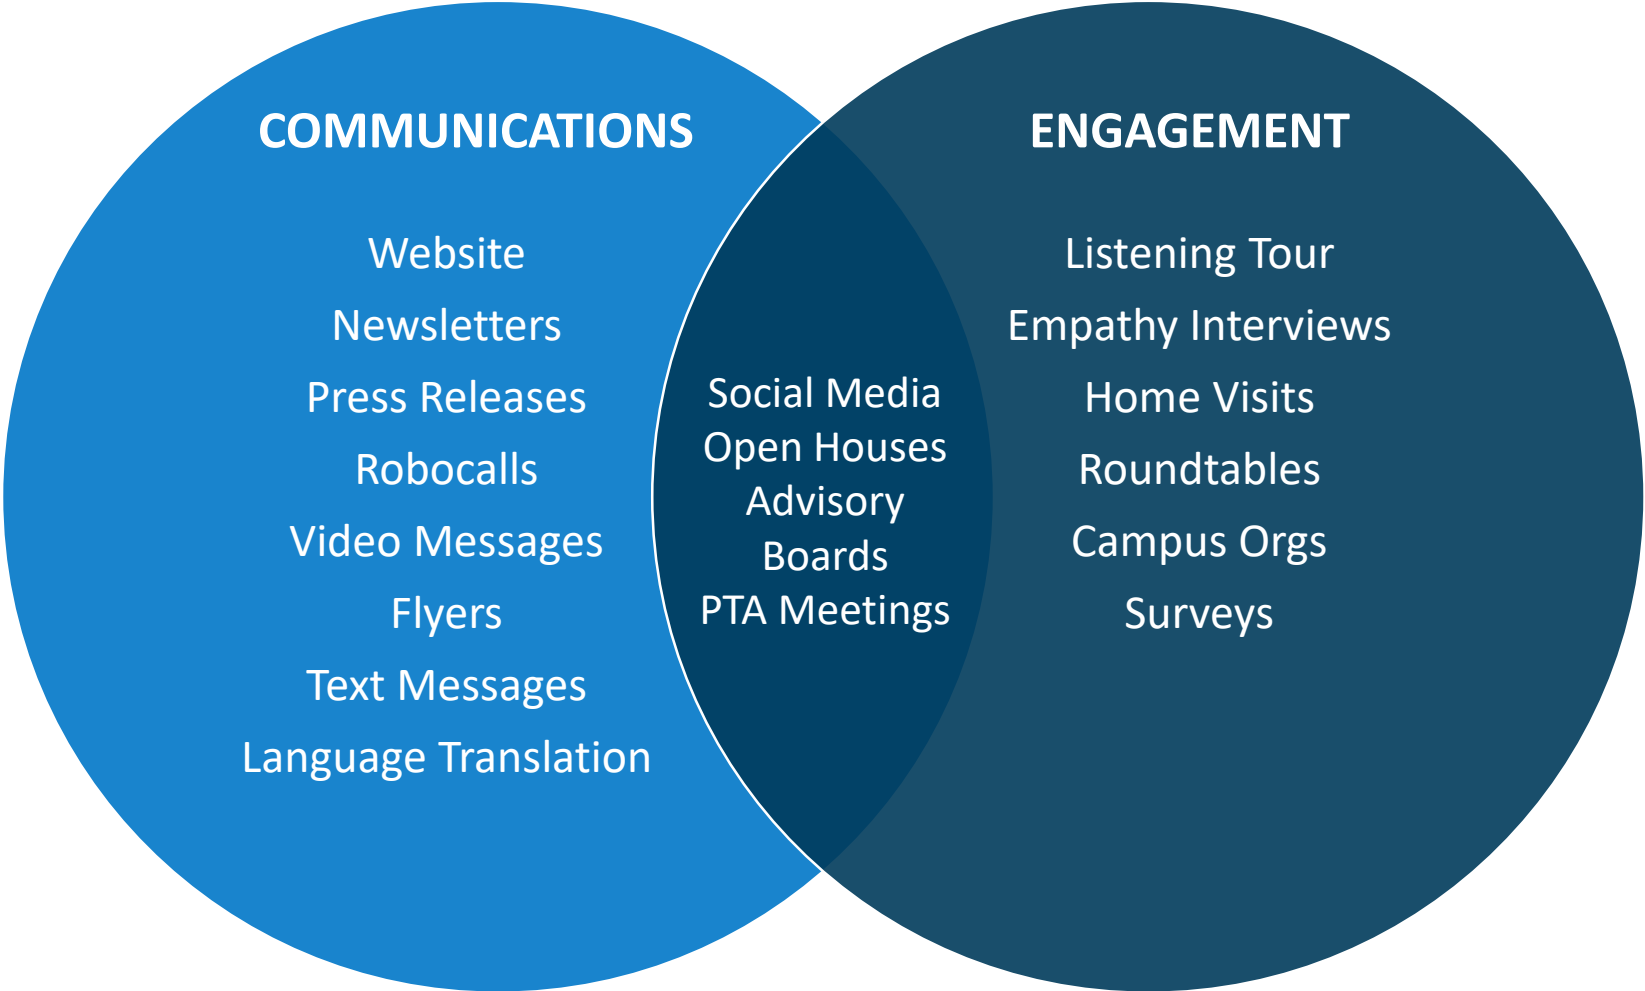 COMMUNICATIONS
Website
Newsletters
Press Releases
Robocalls
Video Messages
Flyers
Text Messages
Language Translation
Social Media
Open Houses
Advisory
Boards
PTA Meetings
ENGAGEMENT
Listening Tour
Empathy Interviews
Home Visits
Roundtables
Campus Orgs
Surveys